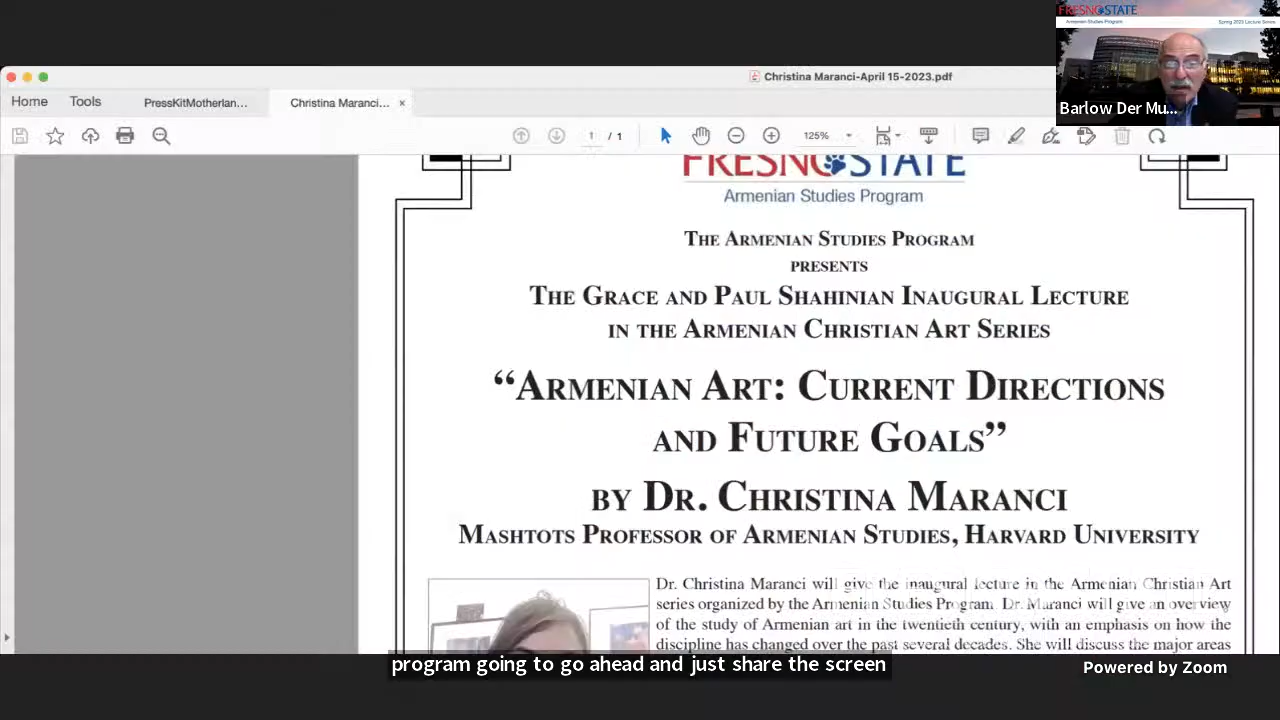 FRESNO STATE
Armenian Studies Program
Spring 2023 Lecture Series
Barlow Der Mu...
Christina Maranci-April 15-2023.pdf
Home
Tools
PressKitMotherlan...
Christina Maranci...
×
1 / 1
125%
FRESNO STATE
Armenian Studies Program
THE ARMENIAN STUDIES PROGRAM
PRESENTS
THE GRACE AND PAUL SHAHINIAN INAUGURAL LECTURE
IN THE ARMENIAN CHRISTIAN ART SERIES
“ARMENIAN ART: CURRENT DIRECTIONS
AND FUTURE GOALS”
BY DR. CHRISTINA MARANCI
MASHTOTS PROFESSOR OF ARMENIAN STUDIES, HARVARD UNIVERSITY
Dr. Christina Maranci will give the inaugural lecture in the Armenian Christian Art
series organized by the Armenian Studies Program. Dr. Maranci will give an overview
of the study of Armenian art in the twentieth century, with an emphasis on how the
discipline has changed over the past several decades. She will discuss the major areas
program going to go ahead and just share the screen
Powered by Zoom